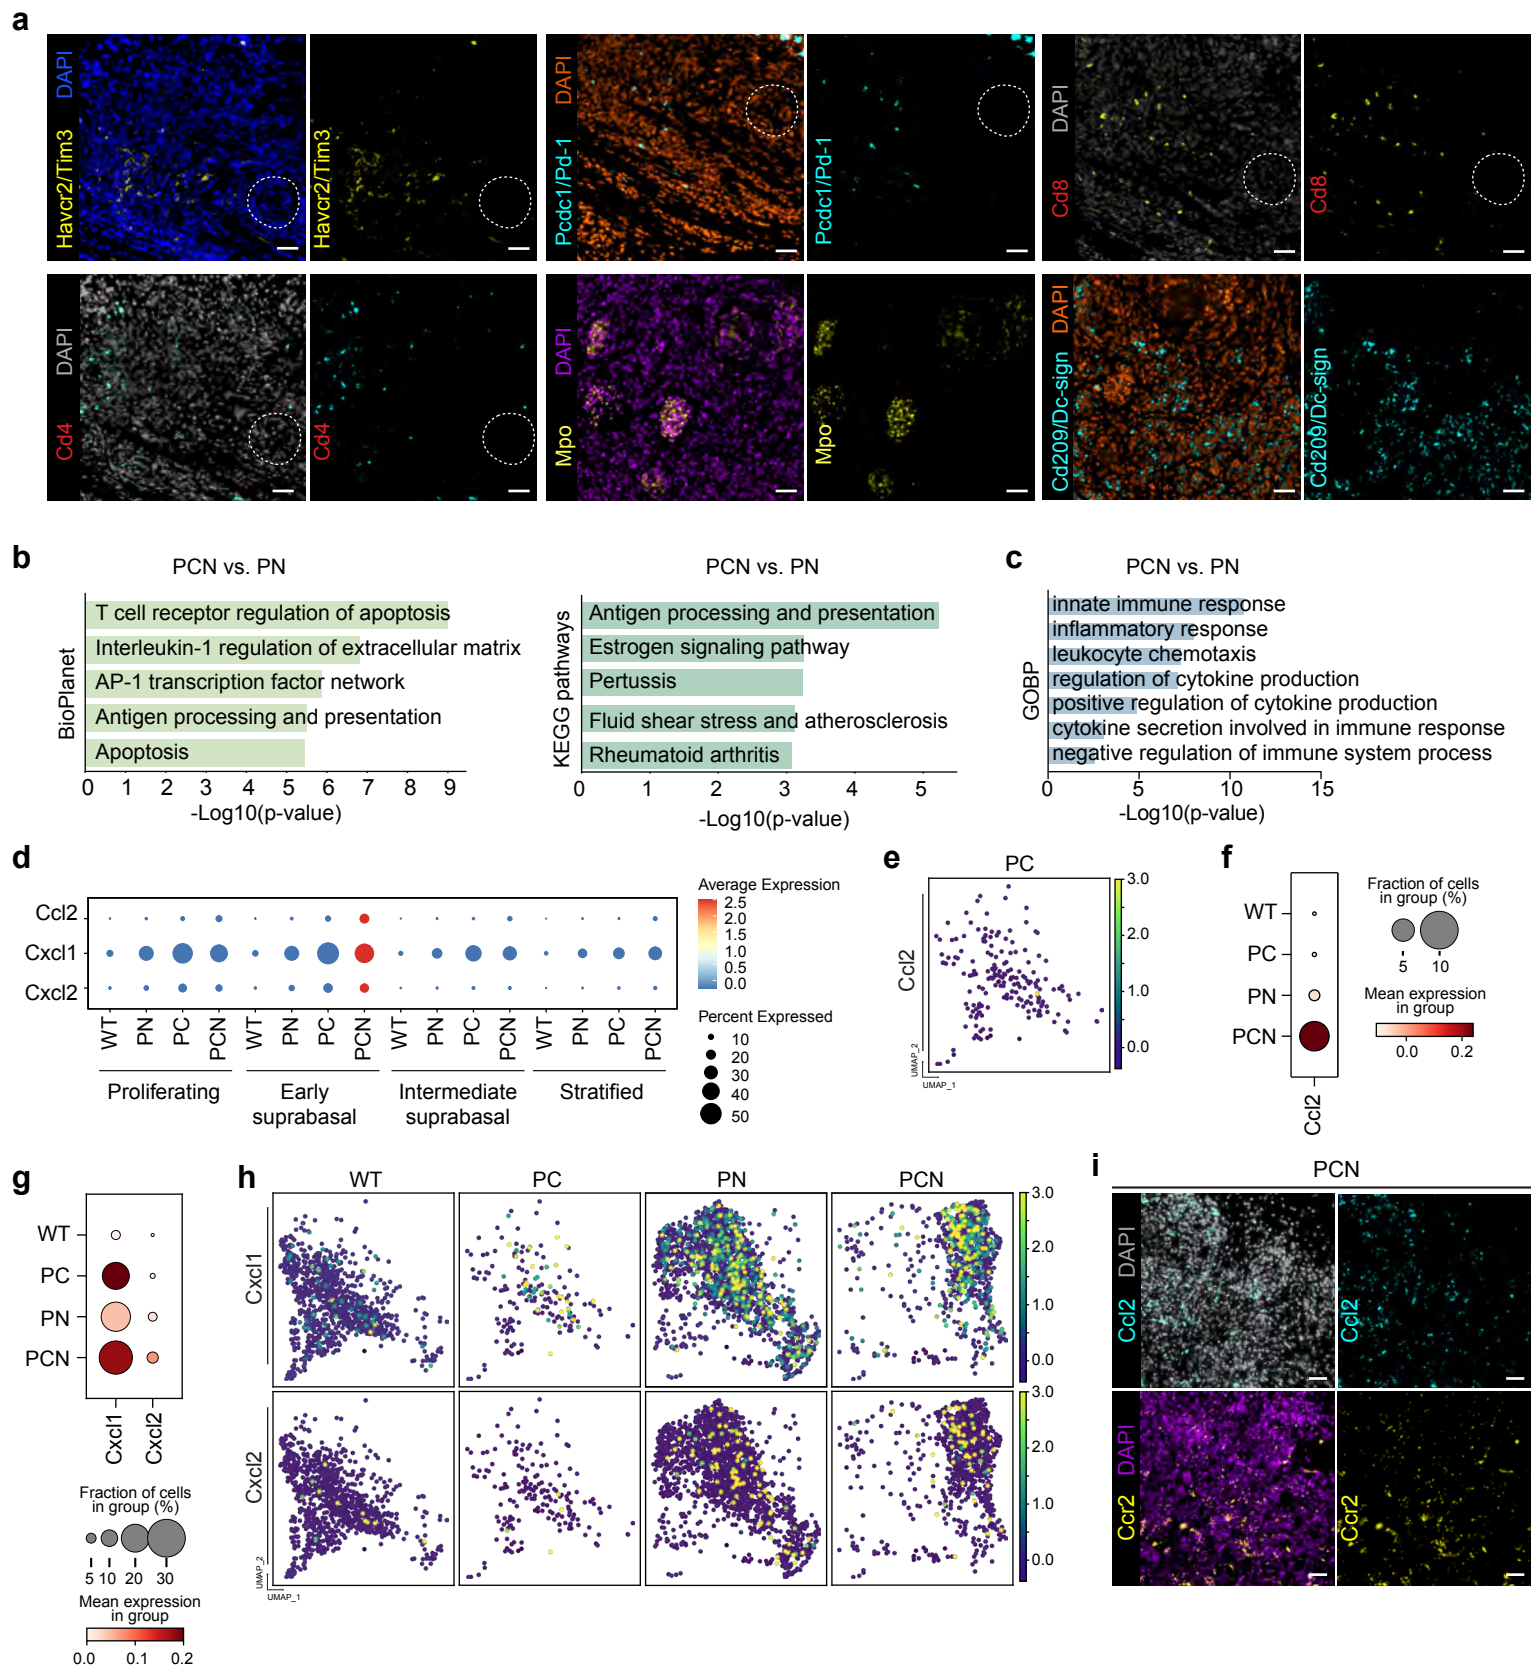 a
Havcr2/Tim3 DAPI
Havcr2/Tim3
Pcdc1/Pd-1 DAPI
Pcdc1/Pd-1
Cd8 DAPI
Cd8
Cd4 DAPI
Cd4
Mpo DAPI
Mpo
Cd209/Dc-sign DAPI
Cd209/Dc-sign
b
PCN vs. PN
BioPlanet
T cell receptor regulation of apoptosis
Interleukin-1 regulation of extracellular matrix
AP-1 transcription factor network
Antigen processing and presentation
Apoptosis
0 1 2 3 4 5 6 7 8 9
-Log10(p-value)
PCN vs. PN
KEGG pathways
Antigen processing and presentation
Estrogen signaling pathway
Pertussis
Fluid shear stress and atherosclerosis
Rheumatoid arthritis
0 1 2 3 4 5
-Log10(p-value)
c
PCN vs. PN
GOBP
innate immune response
inflammatory response
leukocyte chemotaxis
regulation of cytokine production
positive regulation of cytokine production
cytokine secretion involved in immune response
negative regulation of immune system process
0 5 10 15
-Log10(p-value)
d
Ccl2
Cxcl1
Cxcl2
WT PN PC PCN WT PN PC PCN WT PN PC PCN WT PN PC PCN
Proliferating
Early
suprabasal
Intermediate
suprabasal
Stratified
Average Expression
2.5
2.0
1.5
1.0
0.5
0.0
Percent Expressed
10
20
30
40
50
e
PC
Ccl2
UMAP_2
UMAP_1
3.0
2.0
1.0
0.0
f
WT
PC
PN
PCN
Ccl2
Fraction of cells
in group (%)
5 10
Mean expression
in group
0.0 0.2
g
WT
PC
PN
PCN
Cxcl1 Cxcl2
Fraction of cells
in group (%)
5 10 20 30
Mean expression
in group
0.0 0.1 0.2
h
WT PC PN PCN
Cxcl1
3.0
2.0
1.0
0.0
Cxcl2
UMAP_2
UMAP_1
3.0
2.0
1.0
0.0
i
PCN
Ccl2 DAPI
Ccl2
Ccr2 DAPI
Ccr2